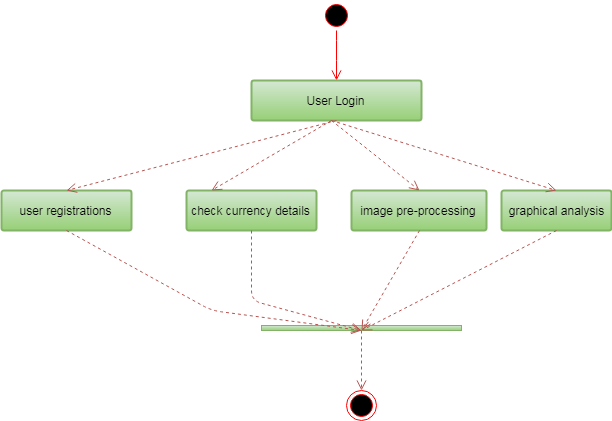 User Login
user registrations
check currency details
image pre-processing
graphical analysis